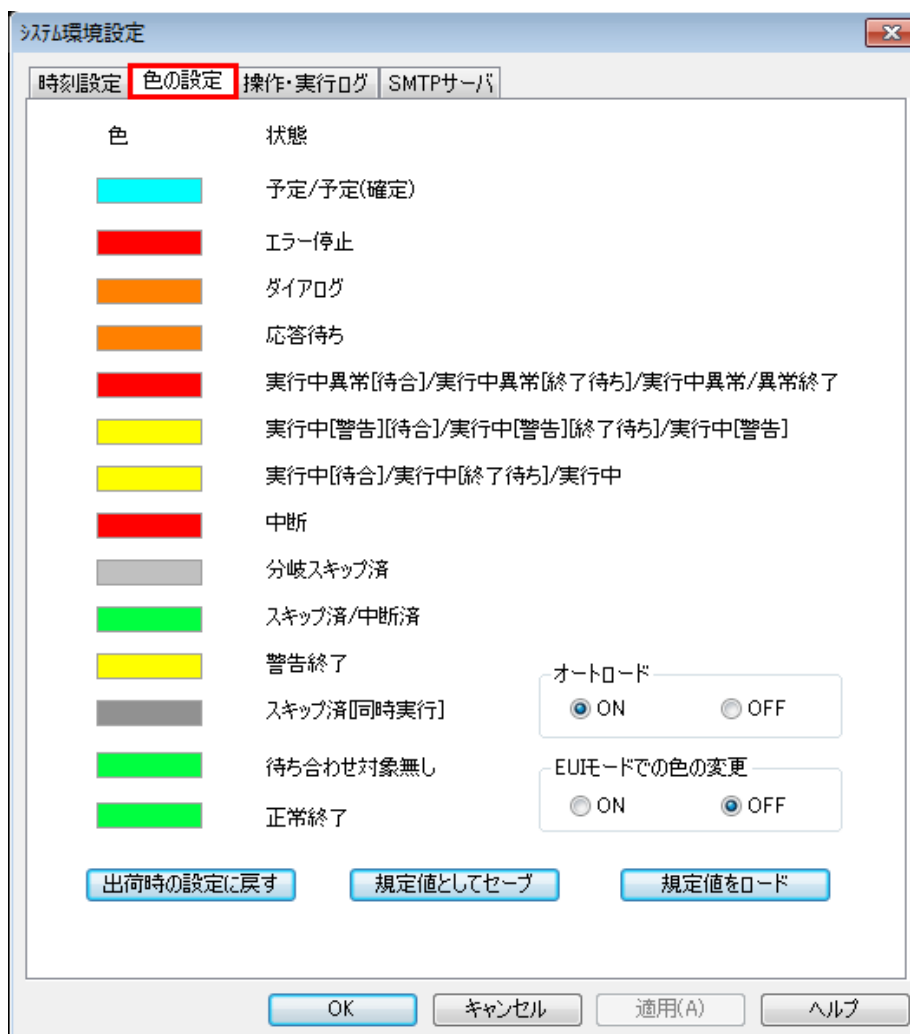 システム環境設定
時刻設定 色の設定 操作・実行ログ SMTPサーバ
色 状態
予定/予定(確定)
エラー停止
ダイアログ
応答待ち
実行中異常[待合]/実行中異常[終了待ち]/実行中異常/異常終了
実行中[警告][待合]/実行中[警告][終了待ち]/実行中[警告]
実行中[待合]/実行中[終了待ち]/実行中
中断
分岐スキップ済
スキップ済/中断済
警告終了
オートロード
スキップ済[同時実行]
ON OFF
待ち合わせ対象無し
EUIモードでの色の変更
ON OFF
正常終了
出荷時の設定に戻す 規定値としてセーブ 規定値をロード
OK キャンセル 適用(A) ヘルプ